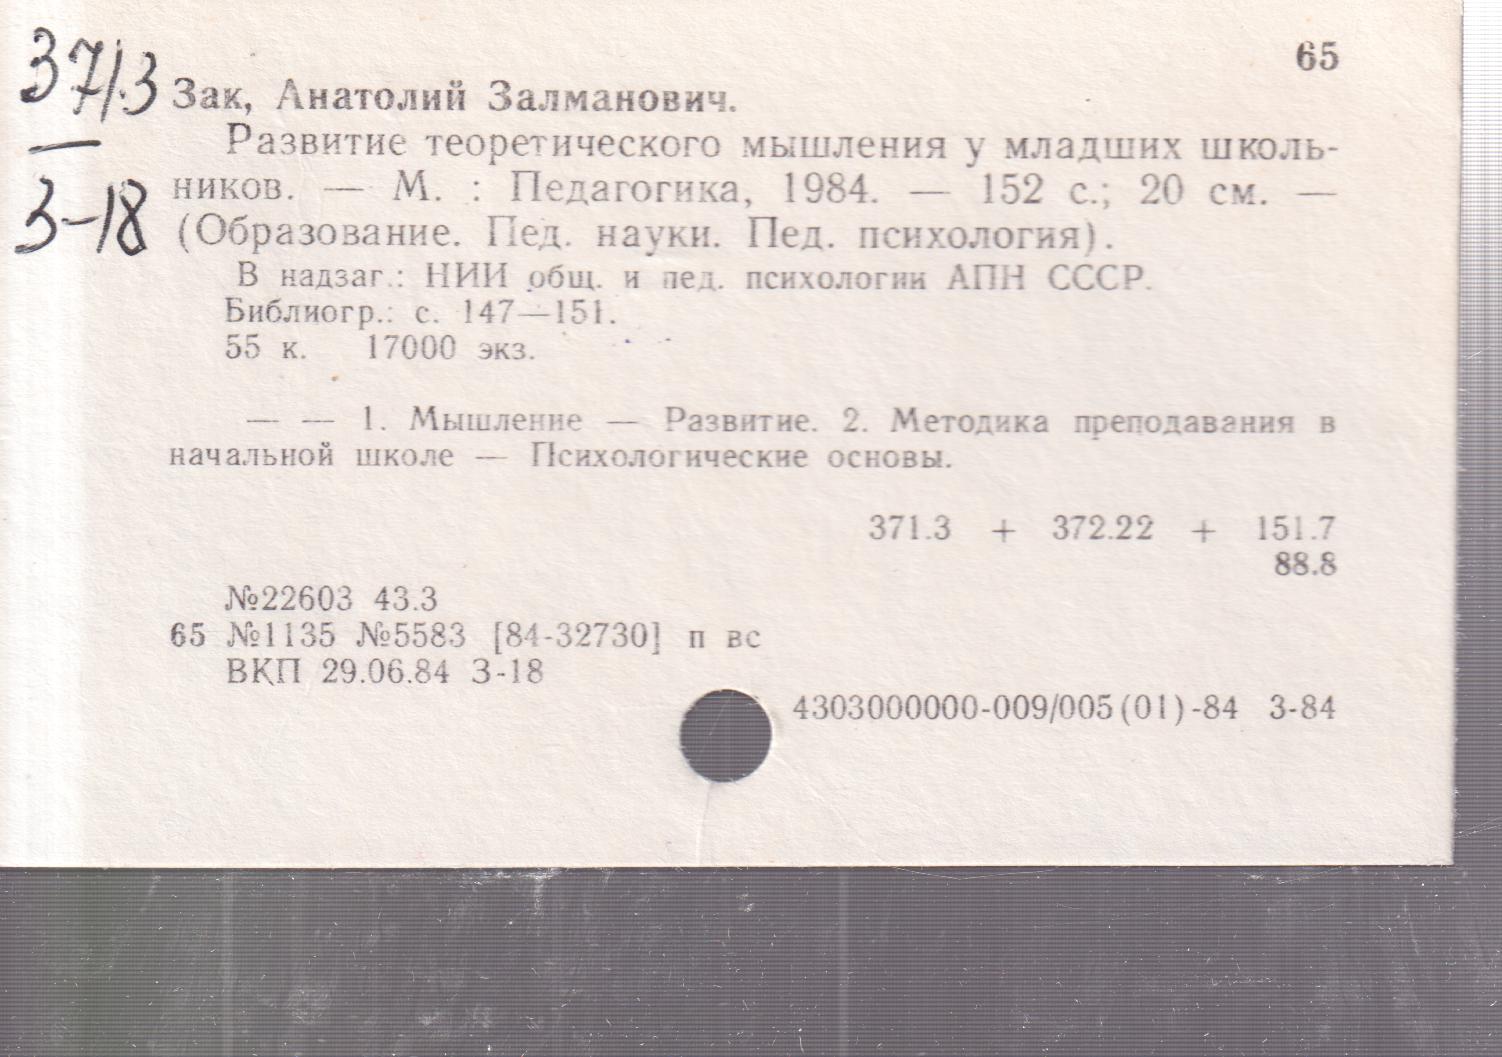 65
371.3
З-18
Зак, Анатолий Залманович.
Развитие теоретического мышления у младших школь-
ников. — М. : Педагогика, 1984. — 152 с.; 20 см. —
(Образование. Пед. науки. Пед. психология).
В надзаг.: НИИ общ. и пед. психологии АПН СССР.
Библиогр.: с. 147—151.
55 к. 17000 экз.
— — 1. Мышление — Развитие. 2. Методика преподавания в
начальной школе — Психологические основы.
371.3 + 372.22 + 151.7
88.8
№22603 43.3
65 №1135 №5583 [84-32730] п вс
ВКП 29.06.84 З-18
4303000000-009/005(01)-84 3-84